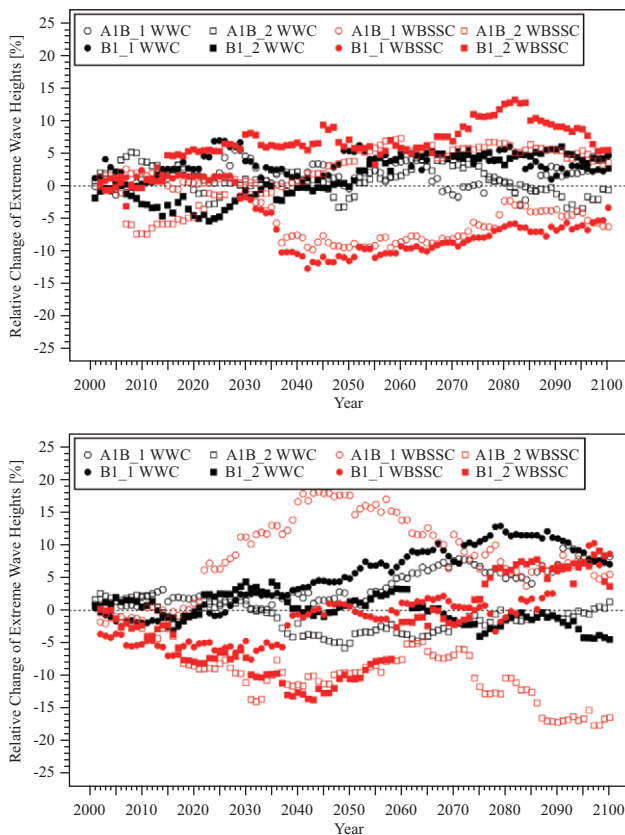 Relative Change of Extreme Wave Heights [%]
25
20
15
10
5
0
-5
-10
-15
-20
-25
A1B_1 WWC A1B_2 WWC A1B_1 WBSSC A1B_2 WBSSC
B1_1 WWC B1_2 WWC B1_1 WBSSC B1_2 WBSSC
2000 2010 2020 2030 2040 2050 2060 2070 2080 2090 2100
Year
Relative Change of Extreme Wave Heights [%]
25
20
15
10
5
0
-5
-10
-15
-20
-25
A1B_1 WWC A1B_2 WWC A1B_1 WBSSC A1B_2 WBSSC
B1_1 WWC B1_2 WWC B1_1 WBSSC B1_2 WBSSC
2000 2010 2020 2030 2040 2050 2060 2070 2080 2090 2100
Year